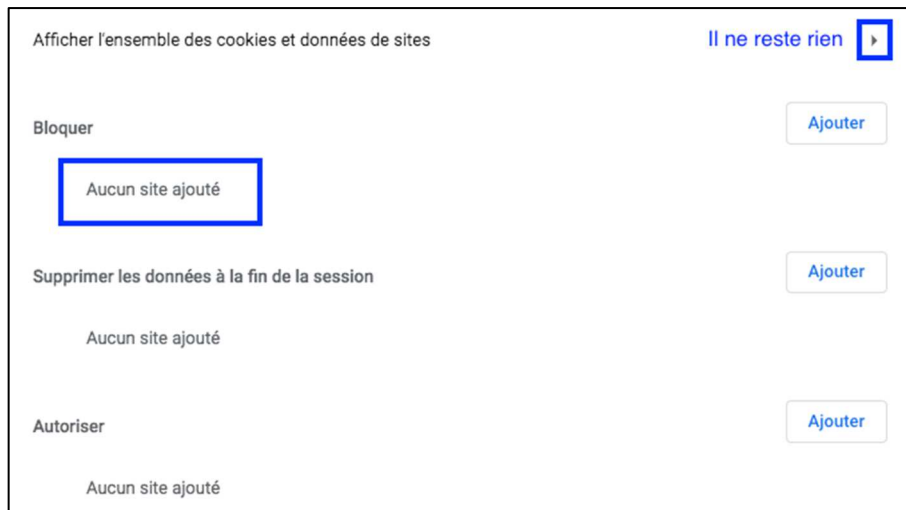 Afficher l'ensemble des cookies et données de sites Il ne reste rien
Bloquer Ajouter
Aucun site ajouté
Supprimer les données à la fin de la session Ajouter
Aucun site ajouté
Autoriser Ajouter
Aucun site ajouté